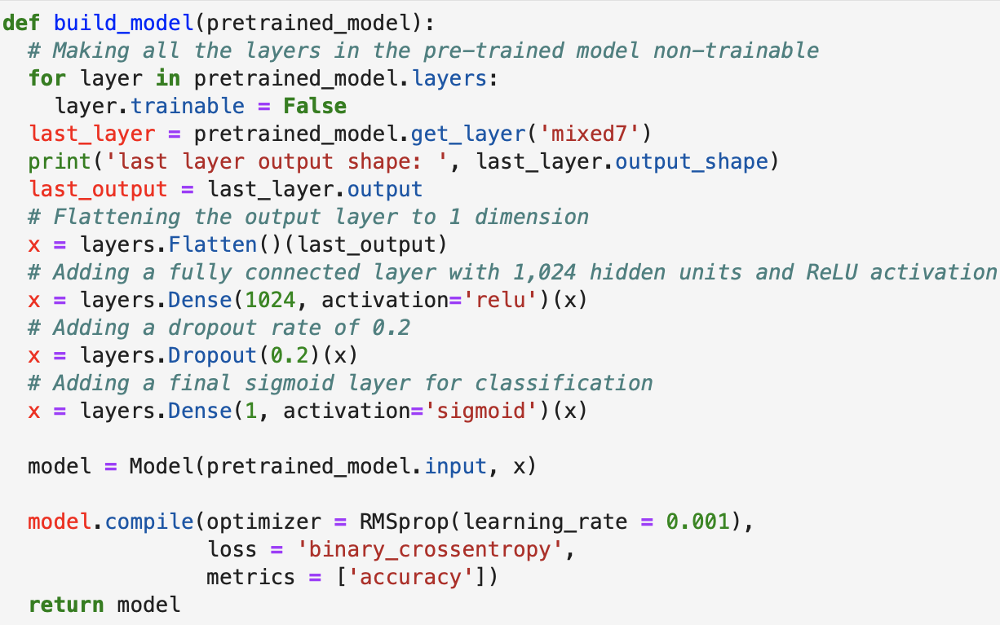 def build_model(pretrained_model):
  # Making all the layers in the pre-trained model non-trainable
  for layer in pretrained_model.layers:
    layer.trainable = False
  last_layer = pretrained_model.get_layer('mixed7')
  print('last layer output shape: ', last_layer.output_shape)
  last_output = last_layer.output
  # Flattening the output layer to 1 dimension
  x = layers.Flatten()(last_output)
  # Adding a fully connected layer with 1,024 hidden units and ReLU activation
  x = layers.Dense(1024, activation='relu')(x)
  # Adding a dropout rate of 0.2
  x = layers.Dropout(0.2)(x)
  # Adding a final sigmoid layer for classification
  x = layers.Dense(1, activation='sigmoid')(x)

  model = Model(pretrained_model.input, x)

  model.compile(optimizer = RMSprop(learning_rate = 0.001),
                loss = 'binary_crossentropy',
                metrics = ['accuracy'])
  return model